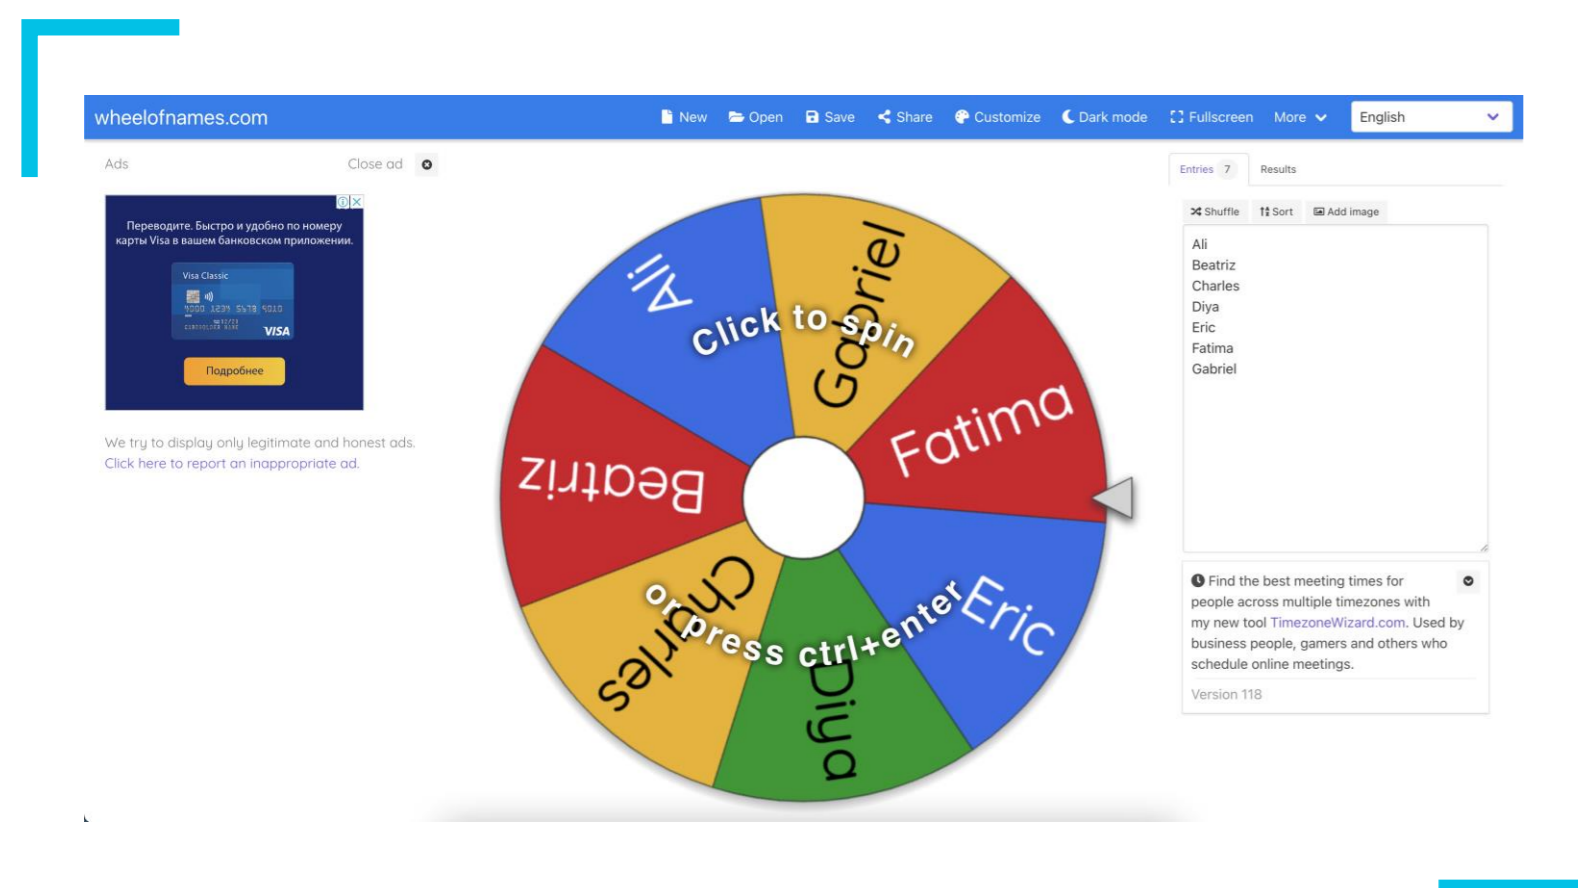 wheelofnames.com
New
Open
Save
Share
Customize
Dark mode
Fullscreen
More
English
Ads
Close ad
Переводите. Быстро и удобно по номеру
карты Visa в вашем банковском приложении.
Visa Classic
VISA
Подробнее
We try to display only legitimate and honest ads.
Click here to report an inappropriate ad.
Gabriel
Ali
Click to spin
Fatima
Beatriz
Charles
or press ctrl+enter
Eric
Diya
Entries 7
Results
Shuffle
Sort
Add image
Ali
Beatriz
Charles
Diya
Eric
Fatima
Gabriel
Find the best meeting times for
people across multiple timezones with
my new tool TimezoneWizard.com. Used by
business people, gamers and others who
schedule online meetings.
Version 118